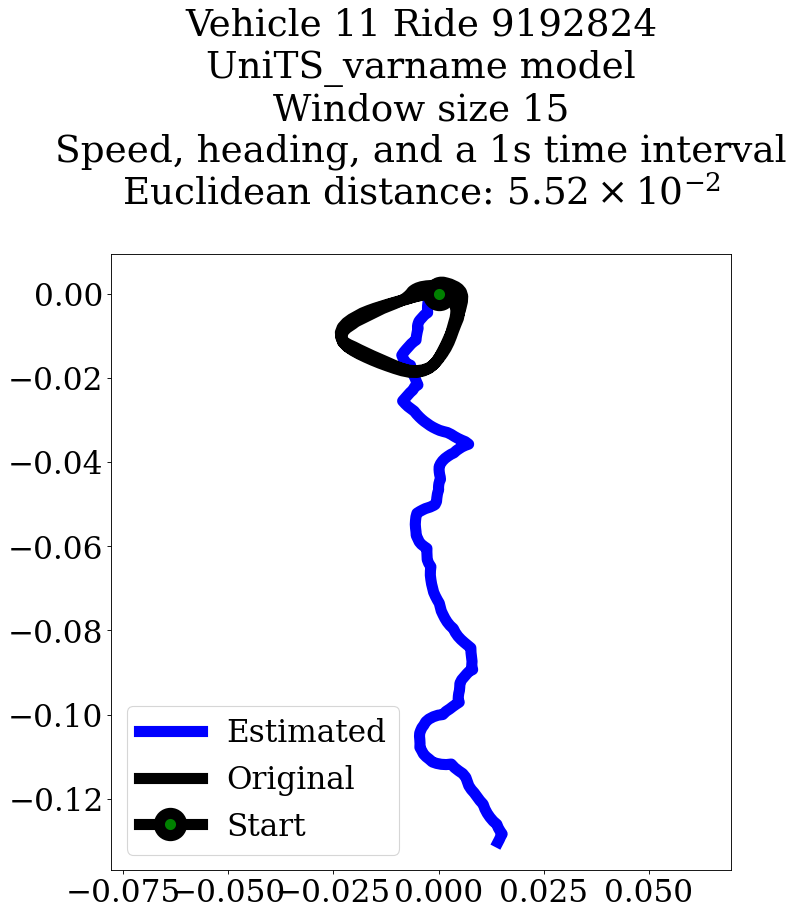 Vehicle 11 Ride 9192824
UniTS_varname model
Window size 15
Speed, heading, and a 1s time interval
Euclidean distance: 5.52 × 10⁻²
0.00
−0.02
−0.04
−0.06
−0.08
−0.10
−0.12
Estimated
Original
Start
−0.075 −0.050 −0.025 0.000 0.025 0.050